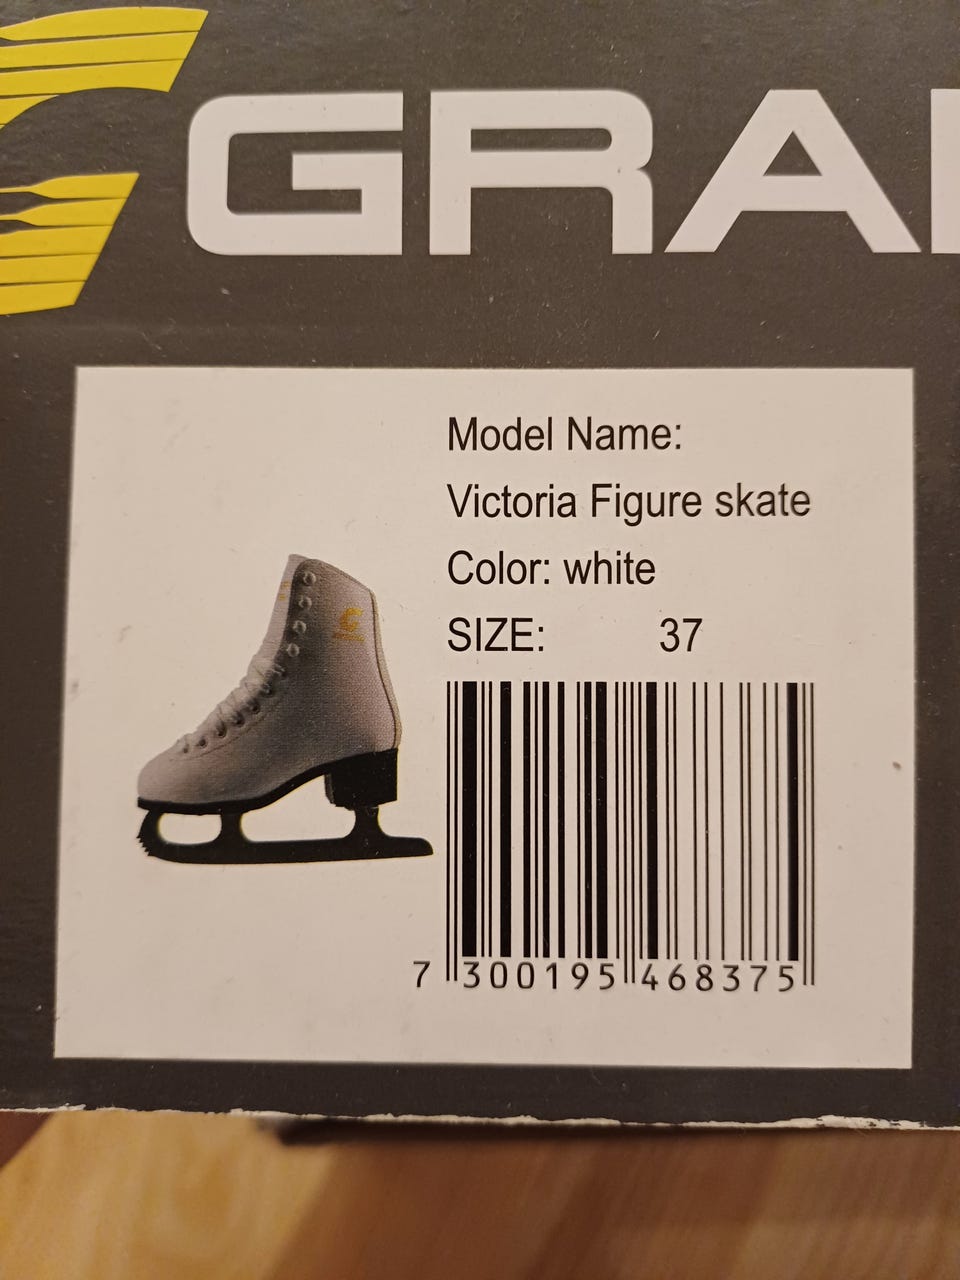 GRA
Model Name:
Victoria Figure skate
Color: white
SIZE: 37
7 300195 468375